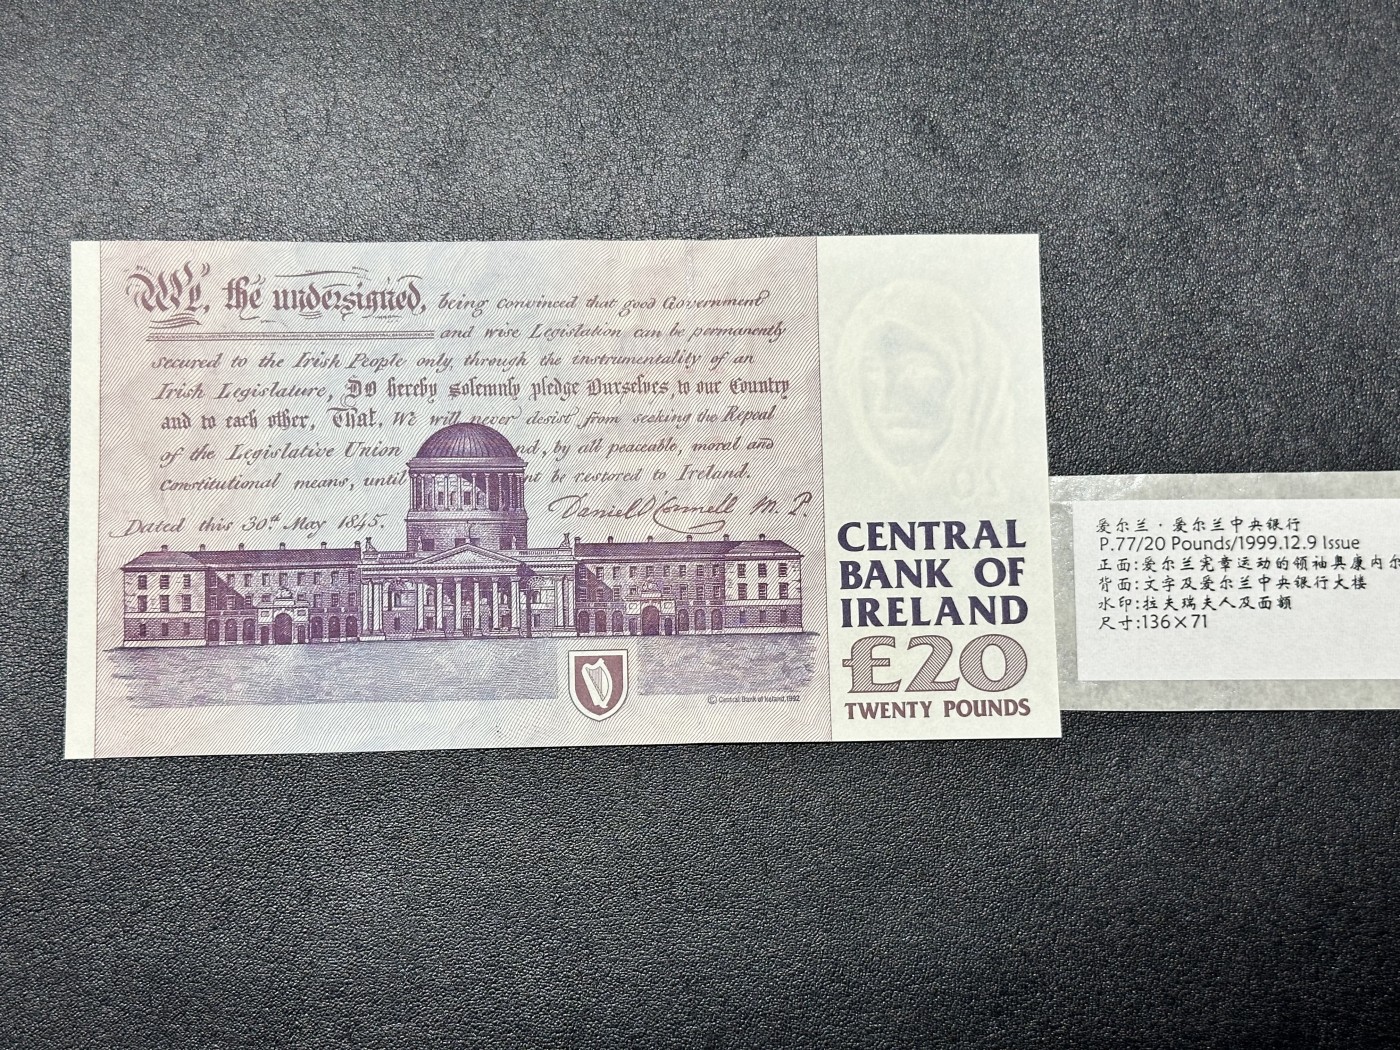 We, the undersigned, being convinced that good Government
and wise Legislation can be permanently
secured to the Irish People only, through the instrumentality of an
Irish Legislature, Do hereby solemnly pledge Ourselves, to our Country
and to each other, That, We will never desist from seeking the Repeal
of the Legislative Union nd, by all peaceable, moral and
constitutional means, until nt be restored to Ireland.
Daniel O'Connell M.P.
Dated this 30th May 1845.
CENTRAL
BANK OF
IRELAND
£20
TWENTY POUNDS
© Central Bank of Ireland, 1992
爱尔兰·爱尔兰中央银行
P.77/20 Pounds/1999.12.9 Issue
正面:爱尔兰宪章运动的领袖奥康内尔
背面:文字及爱尔兰中央银行大楼
水印:拉夫瑞夫人及面额
尺寸:136×71